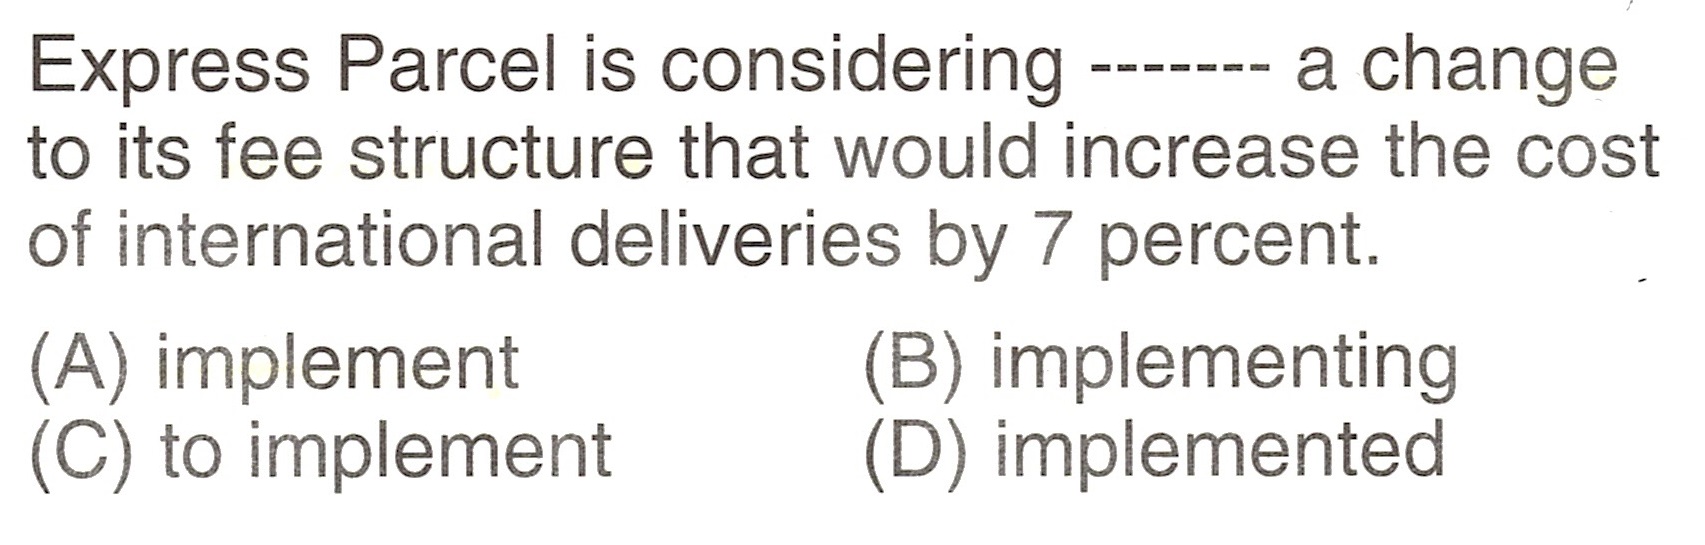 Express Parcel is considering ------- a change
to its fee structure that would increase the cost
of international deliveries by 7 percent.
(A) implement (B) implementing
(C) to implement (D) implemented